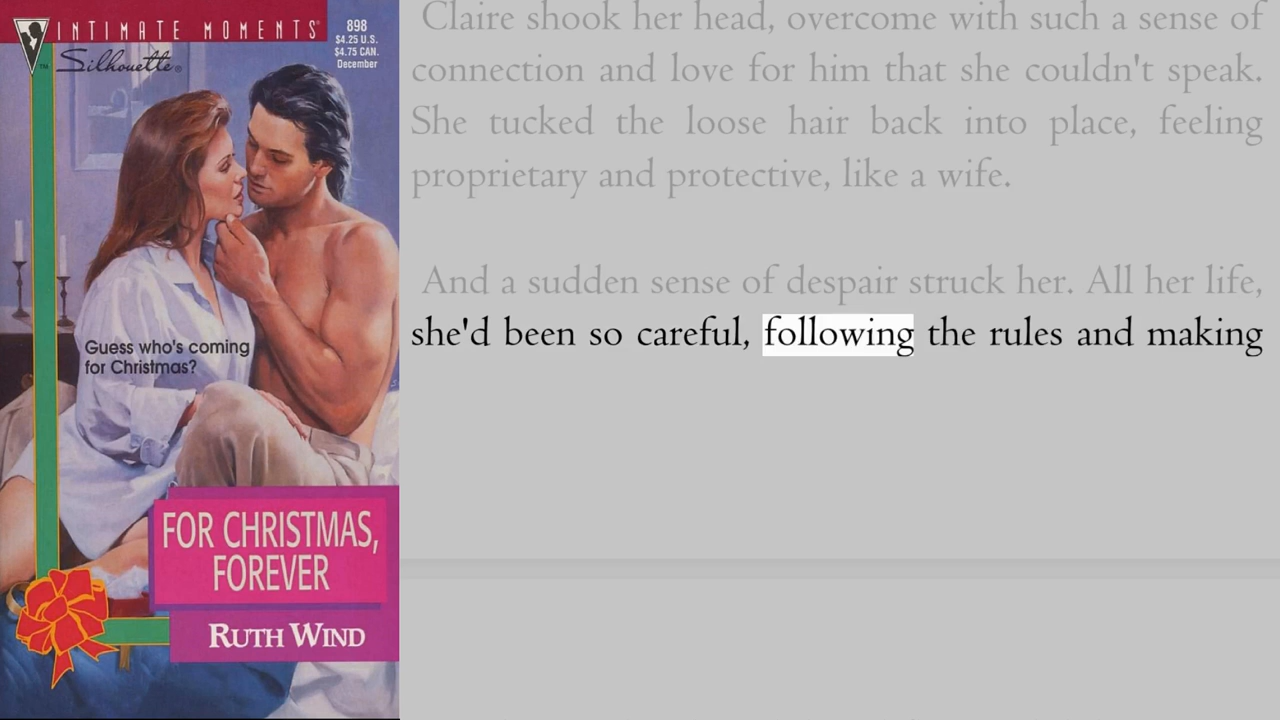 INTIMATE MOMENTS®
898
$4.25 U.S.
$4.75 CAN.
December
TM
Silhouette®
Guess who's coming
for Christmas?
FOR CHRISTMAS,
FOREVER
RUTH WIND
Claire shook her head, overcome with such a sense of
connection and love for him that she couldn't speak.
She tucked the loose hair back into place, feeling
proprietary and protective, like a wife.
And a sudden sense of despair struck her. All her life,
she'd been so careful, following the rules and making